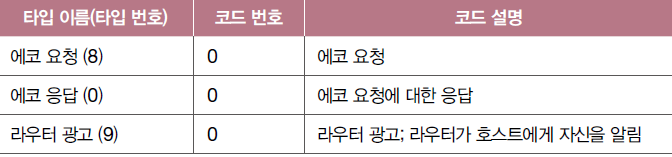 타입 이름(타입 번호) 코드 번호 코드 설명
에코 요청 (8) 0 에코 요청
에코 응답 (0) 0 에코 요청에 대한 응답
라우터 광고 (9) 0 라우터 광고; 라우터가 호스트에게 자신을 알림